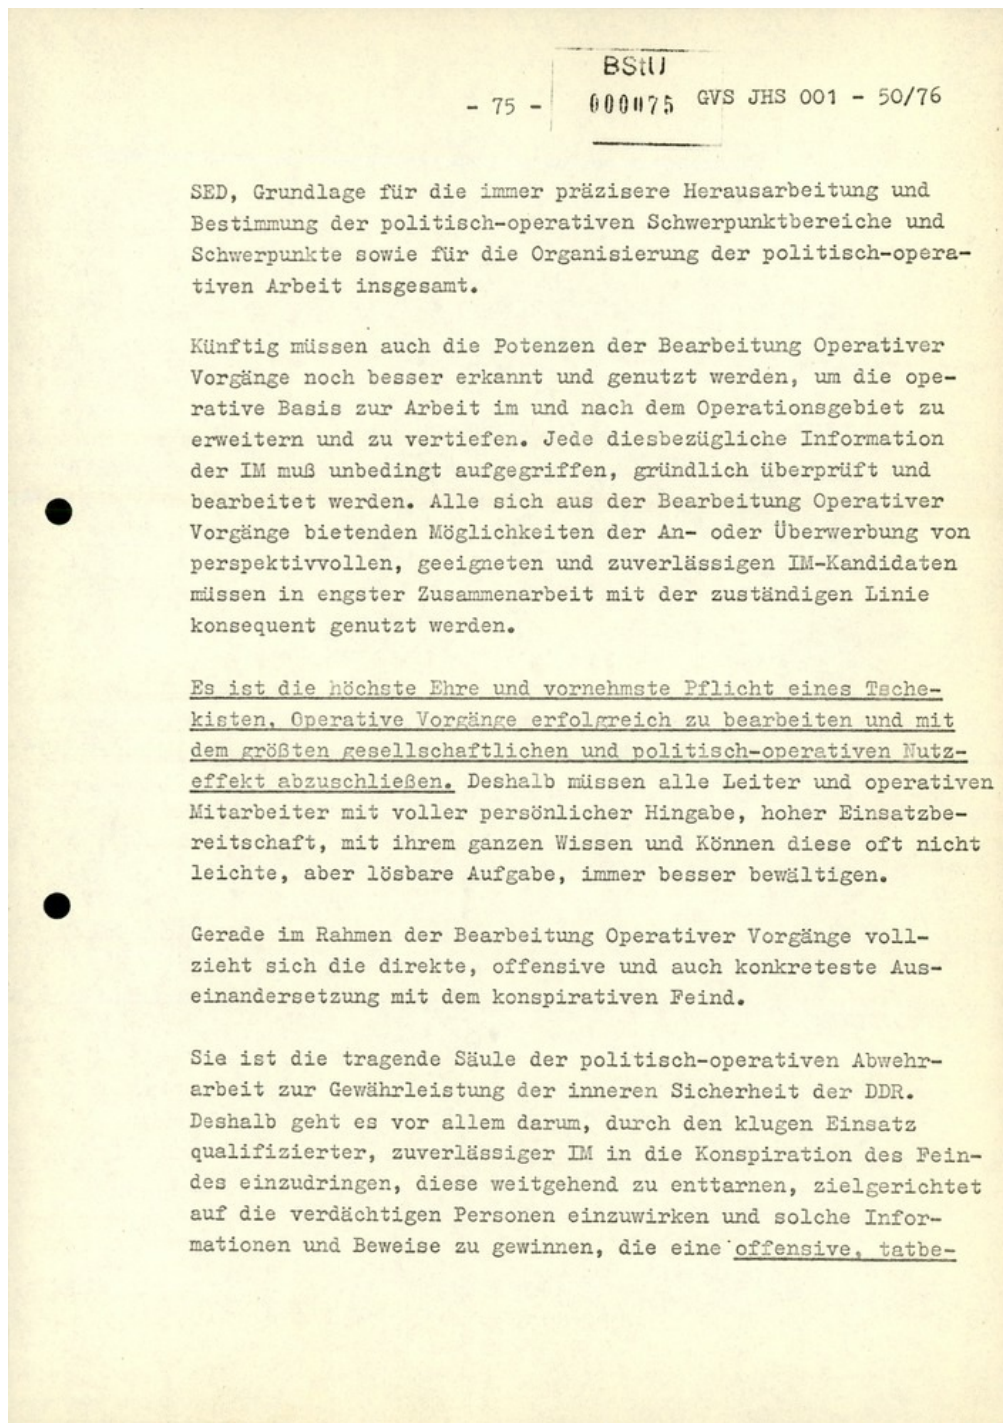 BStU
- 75 - 000075 GVS JHS 001 - 50/76
SED, Grundlage für die immer präzisere Herausarbeitung und
Bestimmung der politisch-operativen Schwerpunktbereiche und
Schwerpunkte sowie für die Organisierung der politisch-opera-
tiven Arbeit insgesamt.
Künftig müssen auch die Potenzen der Bearbeitung Operativer
Vorgänge noch besser erkannt und genutzt werden, um die ope-
rative Basis zur Arbeit im und nach dem Operationsgebiet zu
erweitern und zu vertiefen. Jede diesbezügliche Information
der IM muß unbedingt aufgegriffen, gründlich überprüft und
bearbeitet werden. Alle sich aus der Bearbeitung Operativer
Vorgänge bietenden Möglichkeiten der An- oder Überwerbung von
perspektivvollen, geeigneten und zuverlässigen IM-Kandidaten
müssen in engster Zusammenarbeit mit der zuständigen Linie
konsequent genutzt werden.
Es ist die höchste Ehre und vornehmste Pflicht eines Tsche-
kisten, Operative Vorgänge erfolgreich zu bearbeiten und mit
dem größten gesellschaftlichen und politisch-operativen Nutz-
effekt abzuschließen. Deshalb müssen alle Leiter und operativen
Mitarbeiter mit voller persönlicher Hingabe, hoher Einsatzbe-
reitschaft, mit ihrem ganzen Wissen und Können diese oft nicht
leichte, aber lösbare Aufgabe, immer besser bewältigen.
Gerade im Rahmen der Bearbeitung Operativer Vorgänge voll-
zieht sich die direkte, offensive und auch konkreteste Aus-
einandersetzung mit dem konspirativen Feind.
Sie ist die tragende Säule der politisch-operativen Abwehr-
arbeit zur Gewährleistung der inneren Sicherheit der DDR.
Deshalb geht es vor allem darum, durch den klugen Einsatz
qualifizierter, zuverlässiger IM in die Konspiration des Fein-
des einzudringen, diese weitgehend zu enttarnen, zielgerichtet
auf die verdächtigen Personen einzuwirken und solche Infor-
mationen und Beweise zu gewinnen, die eine offensive, tatbe-